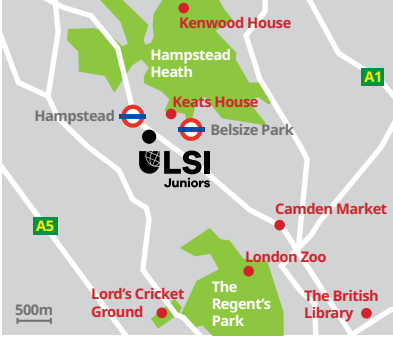 Kenwood House
Hampstead
Heath
A1
Keats House
Hampstead
Belsize Park
LSI
Juniors
Camden Market
A5
London Zoo
Lord's Cricket
Ground
The
Regent's
Park
The British
Library
500m